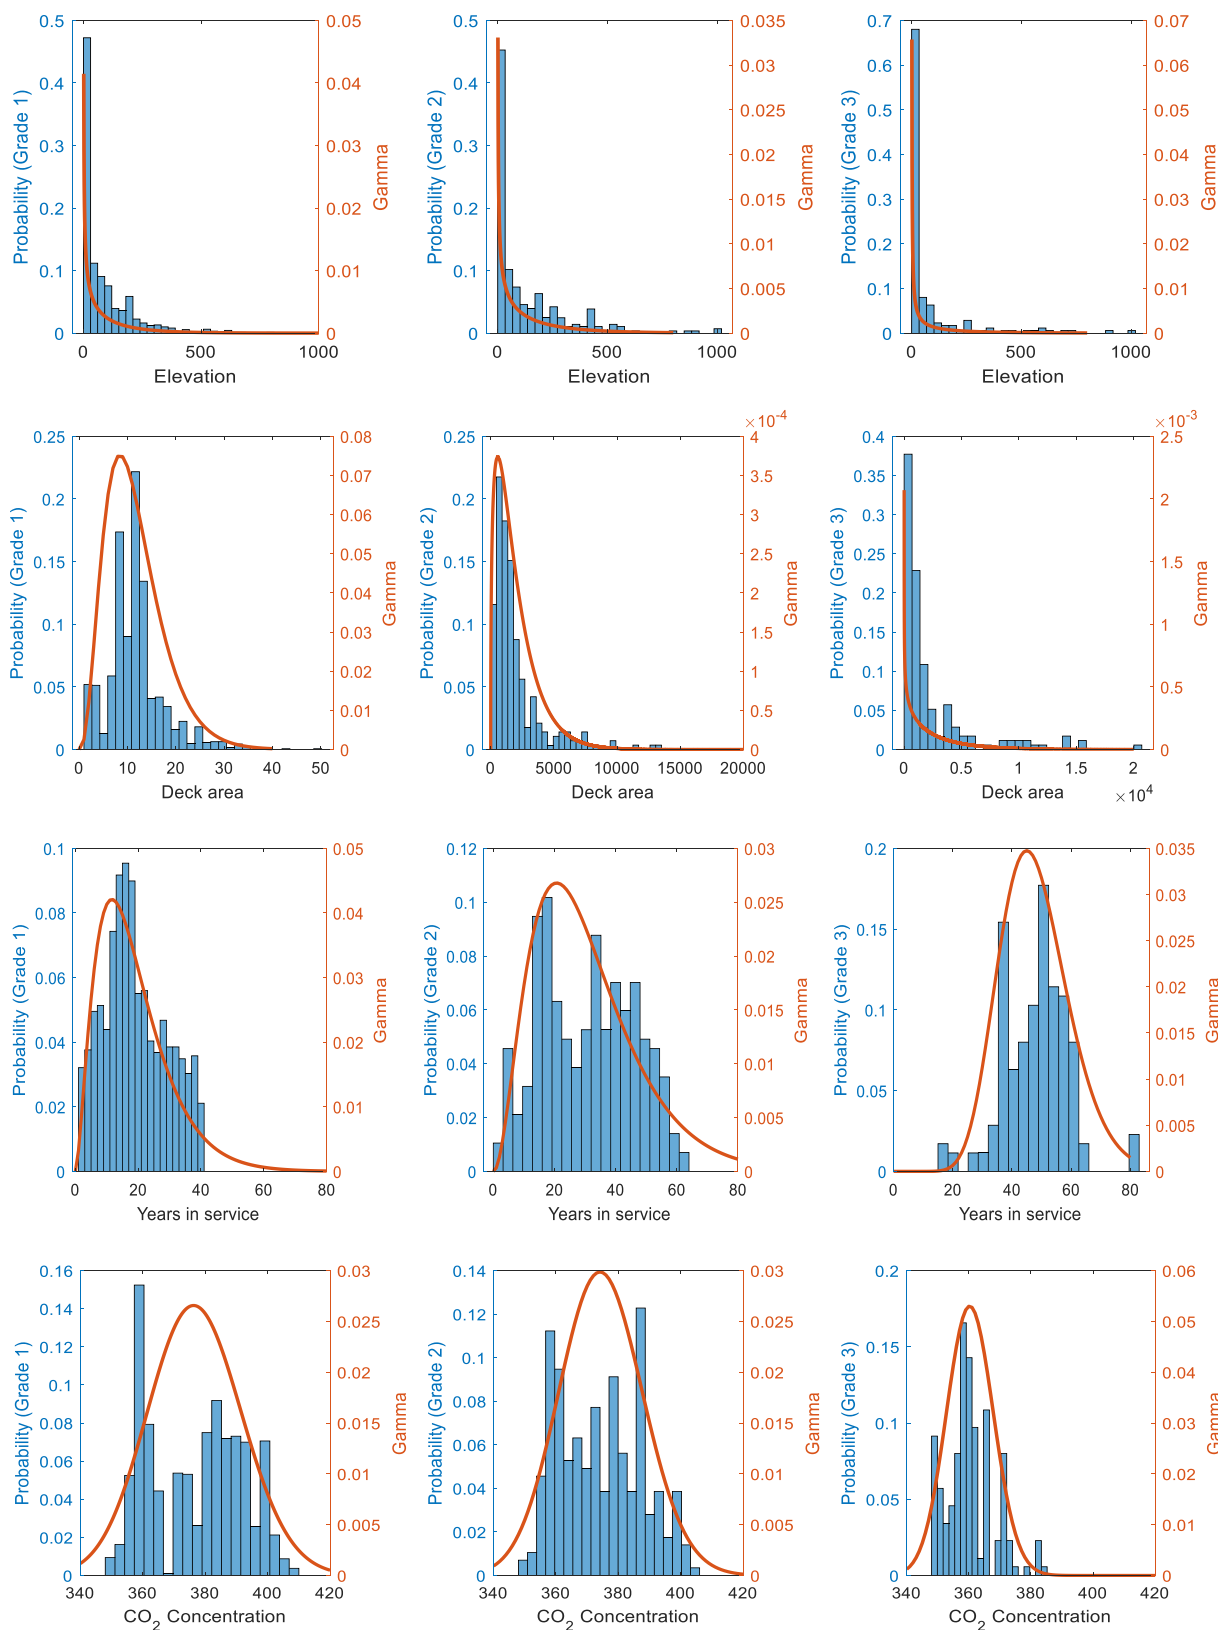 0.5 0.05 0.5 0.035 0.7 0.07
0.4 0.04 0.4 0.03 0.6 0.06
0.025 0.5 0.05
0.3 0.03 0.3 0.02 0.4 0.04
0.2 0.02 0.2 0.015 0.3 0.03
0.01 0.2 0.02
0.1 0.01 0.1 0.005 0.1 0.01
0 0 0 0 0 0
Probability (Grade 1) Gamma Probability (Grade 2) Gamma Probability (Grade 3) Gamma
0 500 1000 0 500 1000 0 500 1000
Elevation Elevation Elevation
×10⁻⁴ ×10⁻³
0.25 0.08 0.25 4 0.4 2.5
0.07 3.5 0.35
0.2 0.06 0.2 3 0.3 2
0.15 0.05 0.15 2.5 0.25 1.5
0.04 2 0.2
0.1 0.03 0.1 1.5 0.15 1
0.05 0.02 0.05 1 0.1 0.5
0.01 0.5 0.05
0 0 0 0 0 0
Probability (Grade 1) Gamma Probability (Grade 2) Gamma Probability (Grade 3) Gamma
0 10 20 30 40 50 0 5000 10000 15000 20000 0 0.5 1 1.5 2
Deck area Deck area Deck area ×10⁴
0.1 0.05 0.12 0.03 0.2 0.035
0.08 0.04 0.1 0.025 0.15 0.03
0.08 0.02 0.025
0.06 0.03 0.06 0.015 0.1 0.02
0.04 0.02 0.04 0.01 0.015
0.02 0.01 0.02 0.005 0.05 0.01
0.005
0 0 0 0 0 0
Probability (Grade 1) Gamma Probability (Grade 2) Gamma Probability (Grade 3) Gamma
0 20 40 60 80 0 20 40 60 80 0 20 40 60 80
Years in service Years in service Years in service
0.16 0.03 0.14 0.03 0.2 0.06
0.14 0.025 0.12 0.025 0.05
0.12 0.02 0.1 0.02 0.15 0.04
0.1 0.08
0.08 0.015 0.015 0.1 0.03
0.06 0.01 0.06 0.01 0.02
0.04 0.04 0.05
0.02 0.005 0.02 0.005 0.01
0 0 0 0 0 0
Probability (Grade 1) Gamma Probability (Grade 2) Gamma Probability (Grade 3) Gamma
340 360 380 400 420 340 360 380 400 420 340 360 380 400 420
CO₂ Concentration CO₂ Concentration CO₂ Concentration